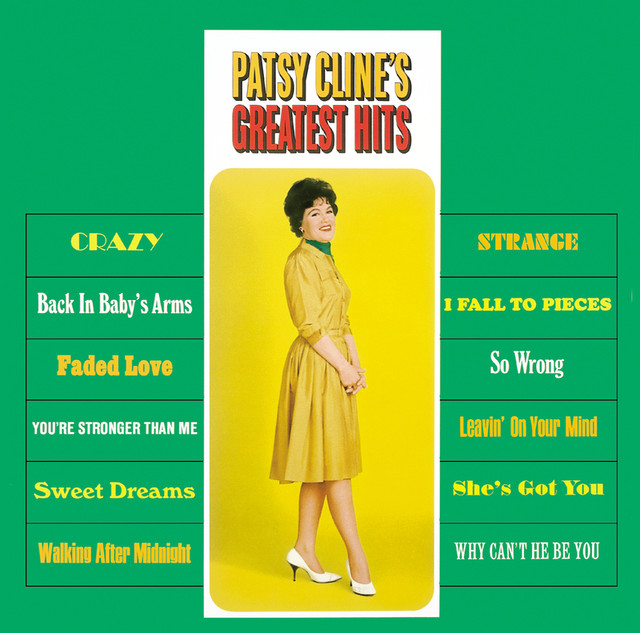 PATSY CLINE'S
GREATEST HITS
CRAZY
Back In Baby's Arms
Faded Love
YOU'RE STRONGER THAN ME
Sweet Dreams
Walking After Midnight
STRANGE
I FALL TO PIECES
So Wrong
Leavin' On Your Mind
She's Got You
WHY CAN'T HE BE YOU